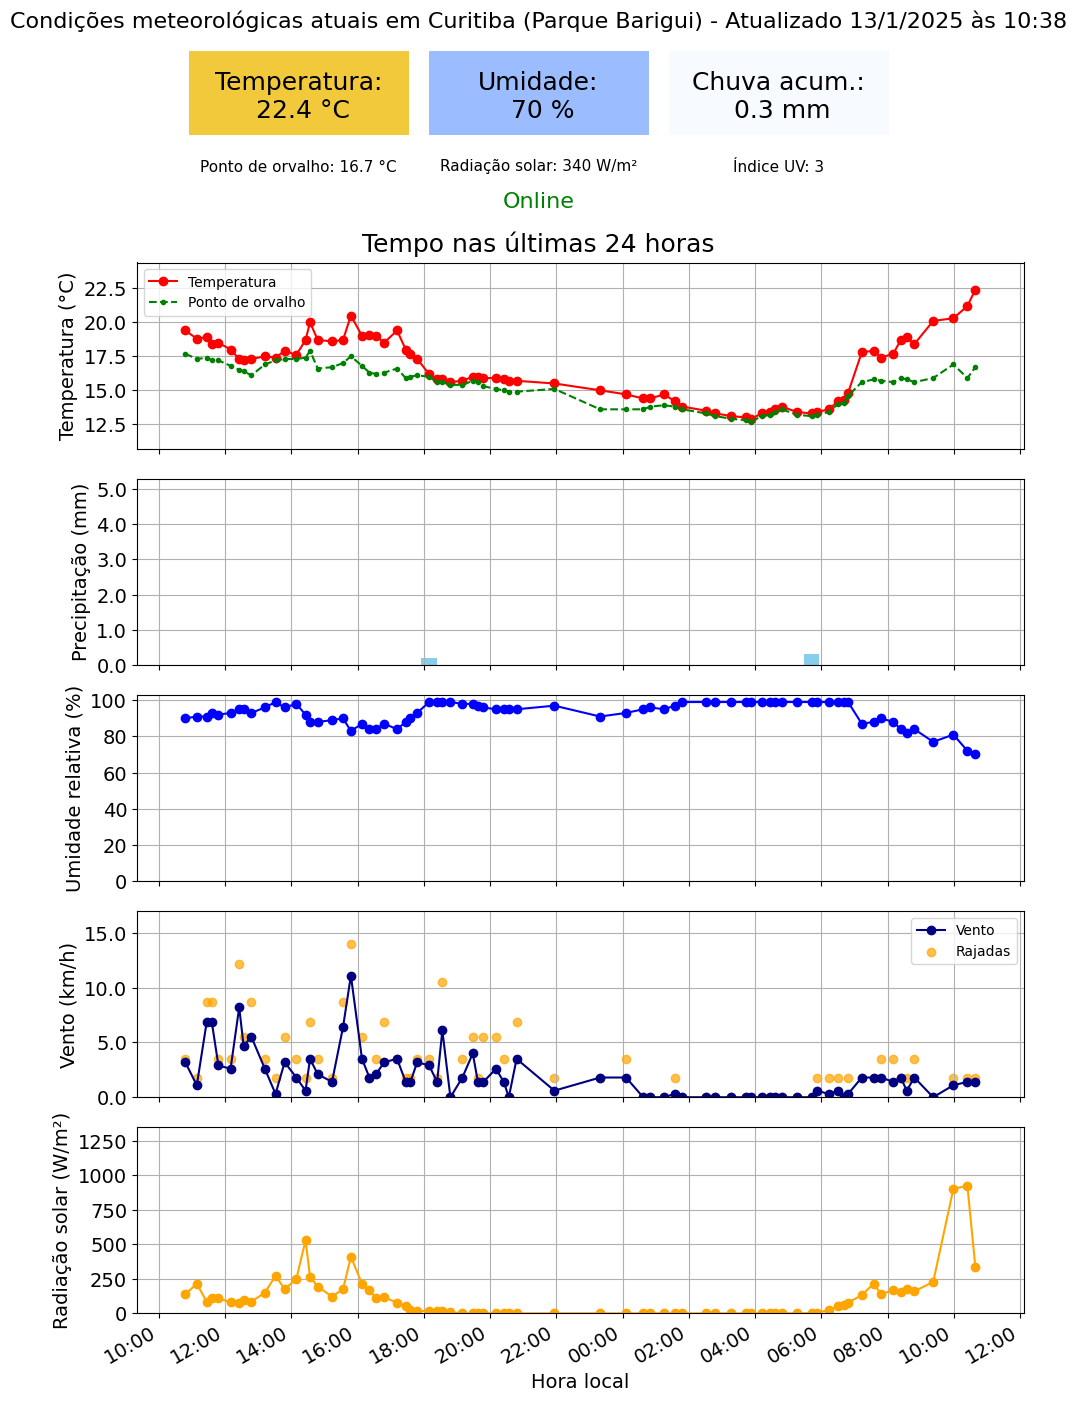 Condições meteorológicas atuais em Curitiba (Parque Barigui) - Atualizado 13/1/2025 às 10:38
Temperatura:
22.4 °C
Umidade:
70 %
Chuva acum.:
0.3 mm
Ponto de orvalho: 16.7 °C
Radiação solar: 340 W/m²
Índice UV: 3
Online
Tempo nas últimas 24 horas
Temperatura (°C)
22.5
20.0
17.5
15.0
12.5
Temperatura
Ponto de orvalho
Precipitação (mm)
5.0
4.0
3.0
2.0
1.0
0.0
Umidade relativa (%)
100
80
60
40
20
0
Vento (km/h)
15.0
10.0
5.0
0.0
Vento
Rajadas
Radiação solar (W/m²)
1250
1000
750
500
250
0
10:00
12:00
14:00
16:00
18:00
20:00
22:00
00:00
02:00
04:00
06:00
08:00
10:00
12:00
Hora local